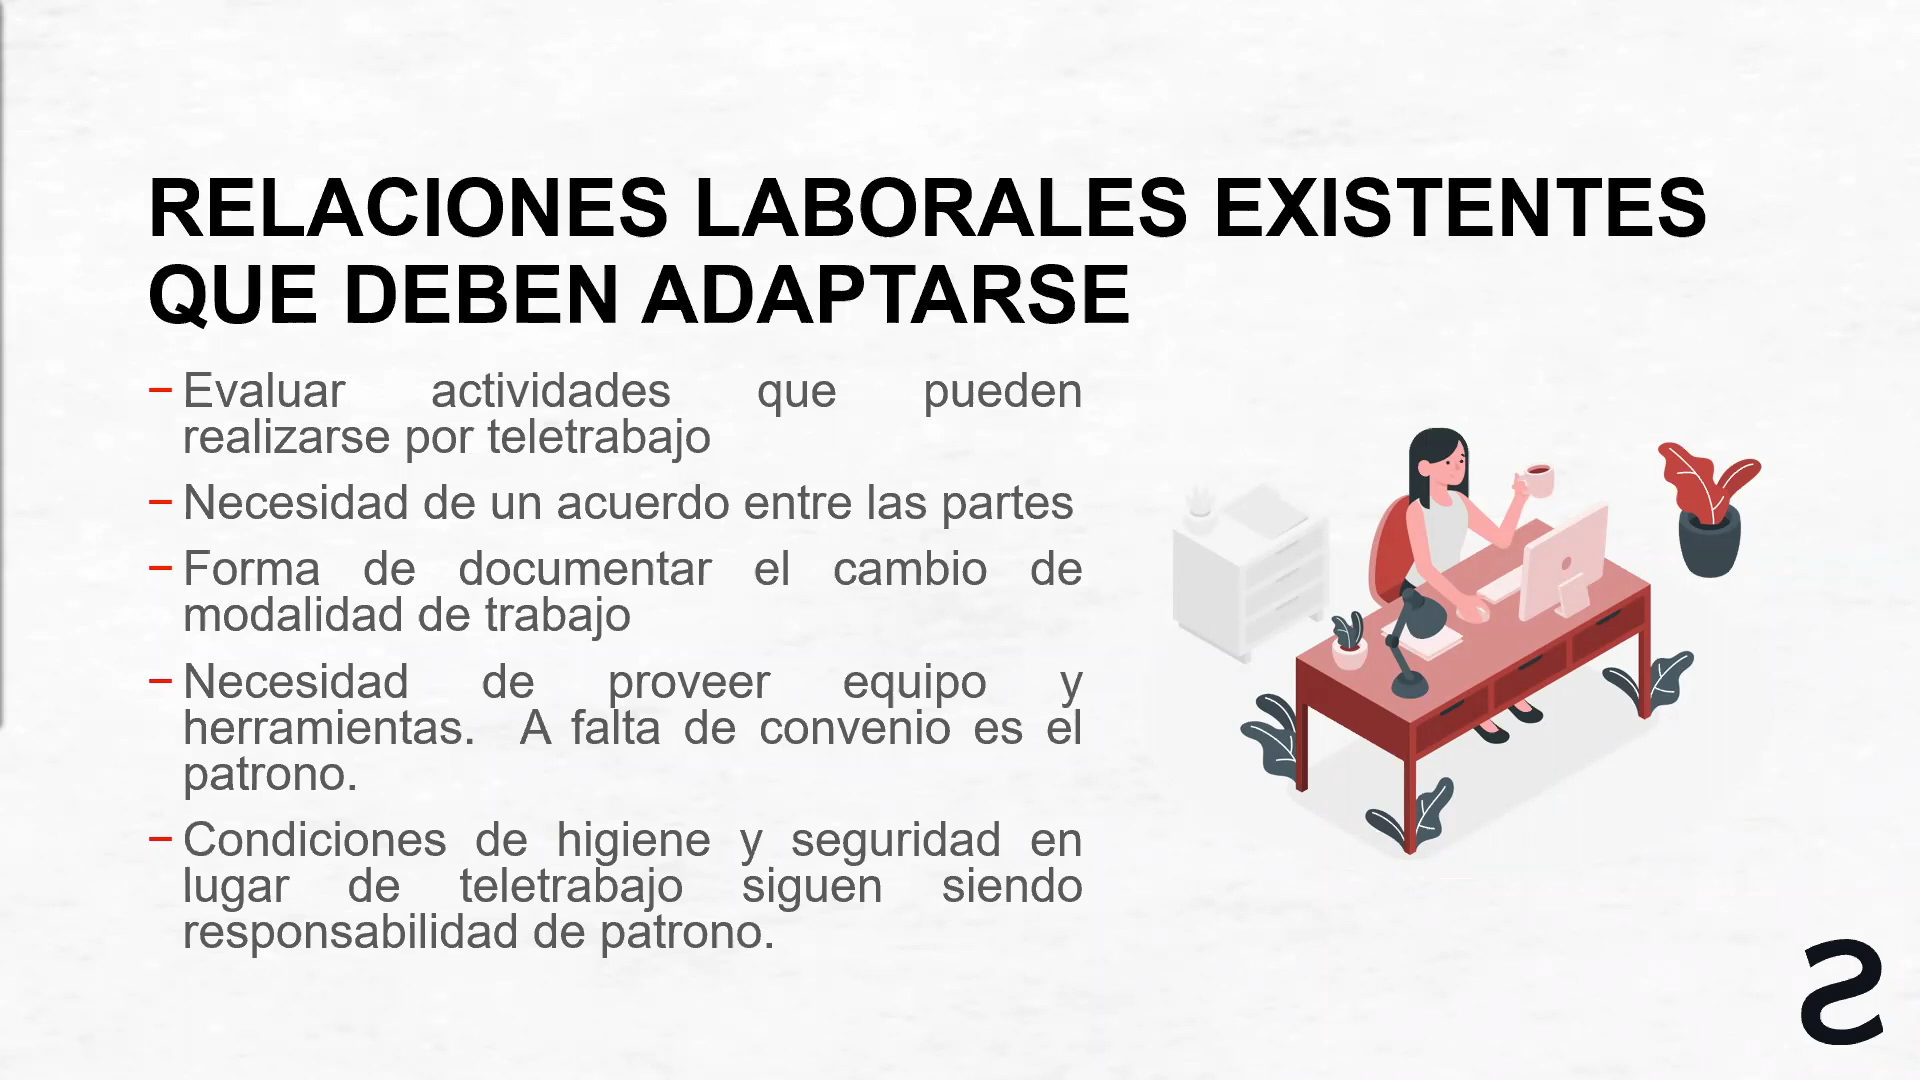 RELACIONES LABORALES EXISTENTES
QUE DEBEN ADAPTARSE
– Evaluar actividades que pueden
realizarse por teletrabajo
– Necesidad de un acuerdo entre las partes
– Forma de documentar el cambio de
modalidad de trabajo
– Necesidad de proveer equipo y
herramientas. A falta de convenio es el
patrono.
– Condiciones de higiene y seguridad en
lugar de teletrabajo siguen siendo
responsabilidad de patrono.